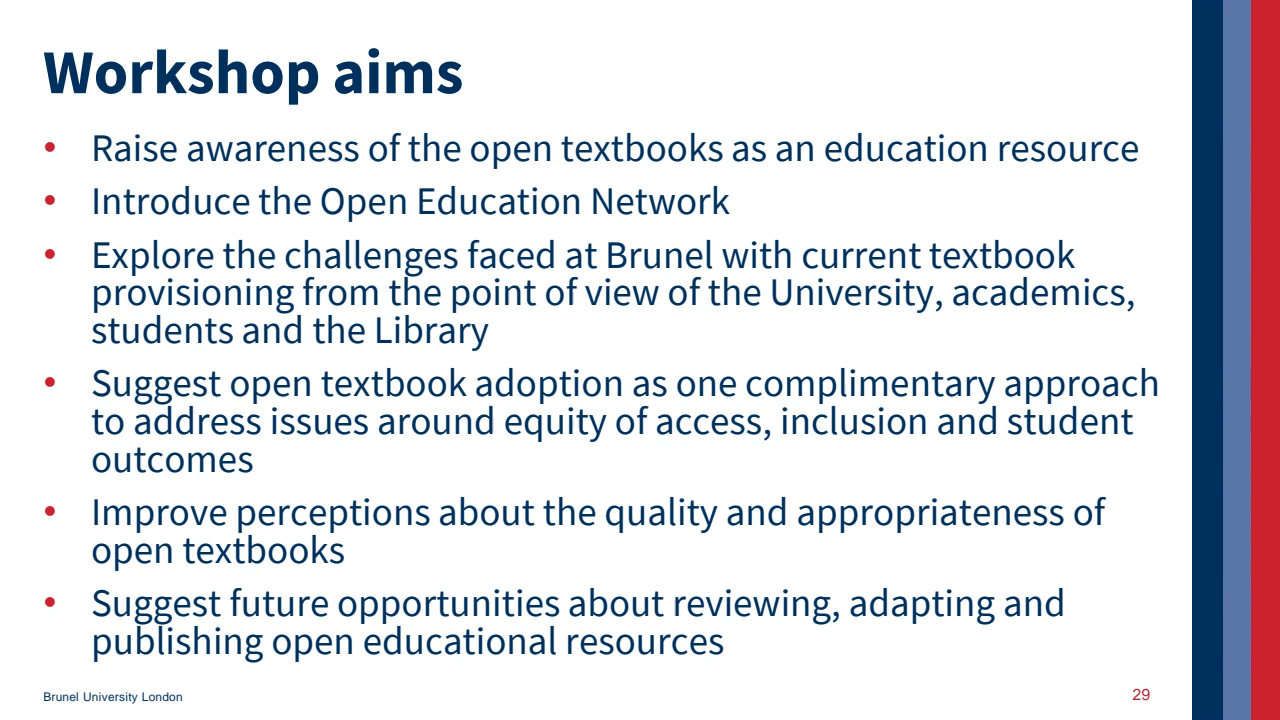 Workshop aims
• Raise awareness of the open textbooks as an education resource
• Introduce the Open Education Network
• Explore the challenges faced at Brunel with current textbook
provisioning from the point of view of the University, academics,
students and the Library
• Suggest open textbook adoption as one complimentary approach
to address issues around equity of access, inclusion and student
outcomes
• Improve perceptions about the quality and appropriateness of
open textbooks
• Suggest future opportunities about reviewing, adapting and
publishing open educational resources
Brunel University London
29